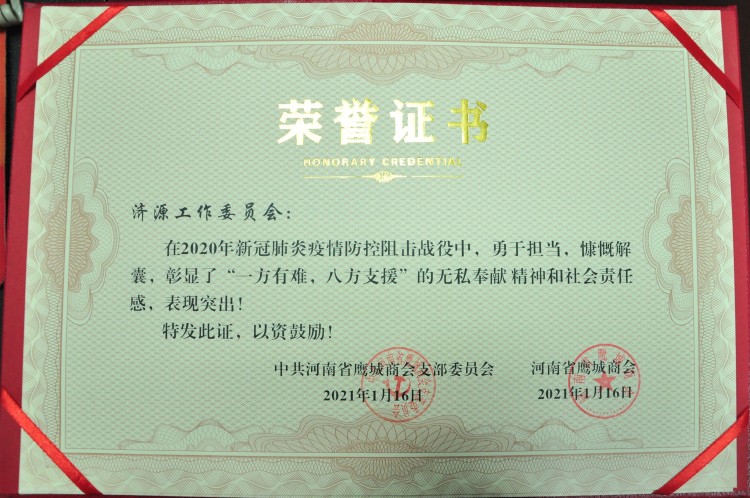 荣誉证书
HONORARY CREDENTIAL
济源工作委员会：
在2020年新冠肺炎疫情防控阻击战役中，勇于担当，慷慨解
囊，彰显了“一方有难，八方支援”的无私奉献 精神和社会责任
感，表现突出！
特发此证，以资鼓励！
中共河南省鹰城商会支部委员会 河南省鹰城商会
2021年1月16日 2021年1月16日